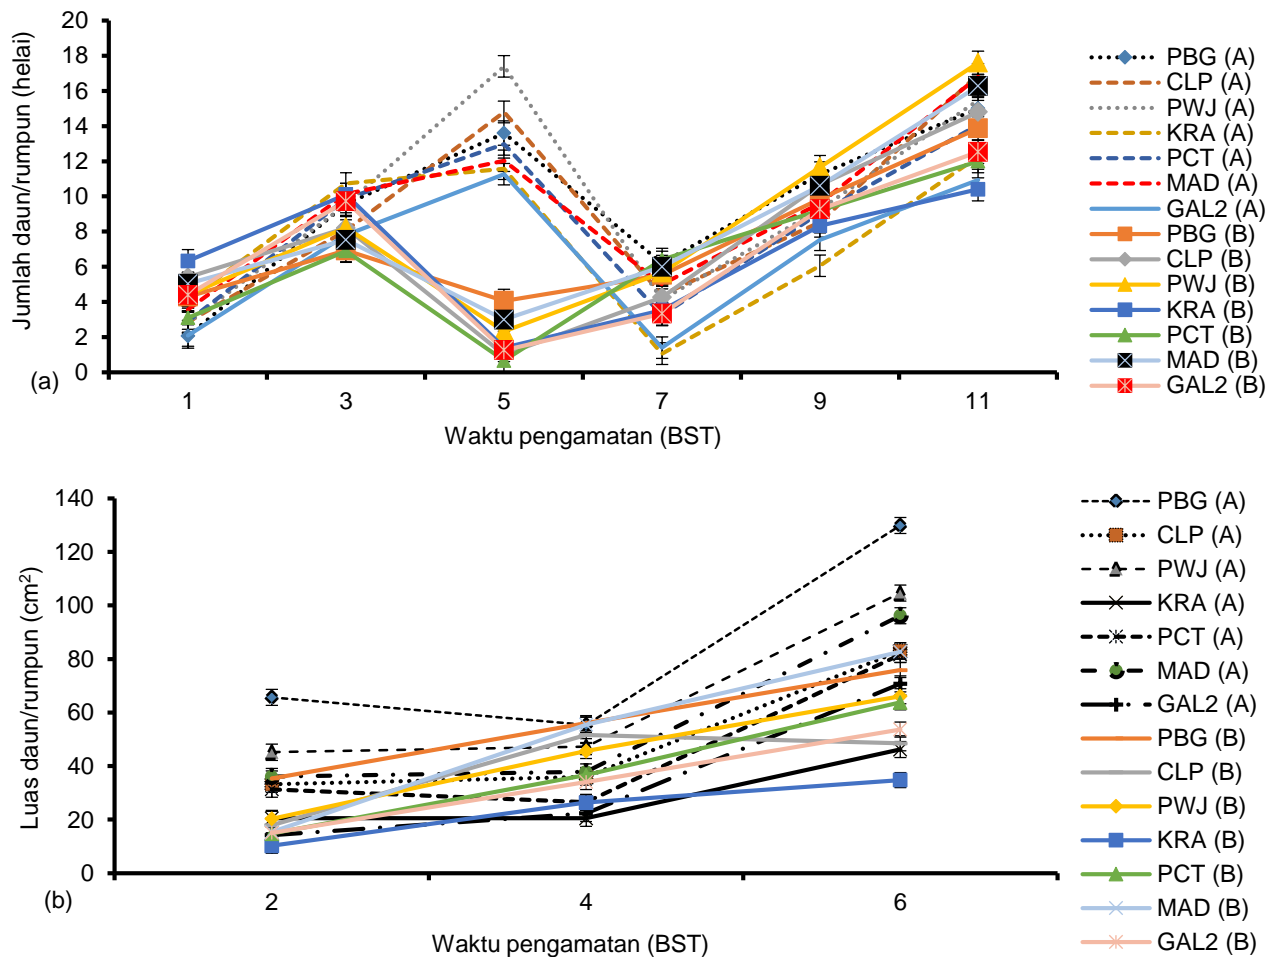 20
18
16
14
12
10
8
6
4
2
0
Jumlah daun/rumpun (helai)
(a)
1 3 5 7 9 11
Waktu pengamatan (BST)
PBG (A)
CLP (A)
PWJ (A)
KRA (A)
PCT (A)
MAD (A)
GAL2 (A)
PBG (B)
CLP (B)
PWJ (B)
KRA (B)
PCT (B)
MAD (B)
GAL2 (B)
140
120
100
80
60
40
20
0
Luas daun/rumpun (cm²)
(b)
2 4 6
Waktu pengamatan (BST)
PBG (A)
CLP (A)
PWJ (A)
KRA (A)
PCT (A)
MAD (A)
GAL2 (A)
PBG (B)
CLP (B)
PWJ (B)
KRA (B)
PCT (B)
MAD (B)
GAL2 (B)